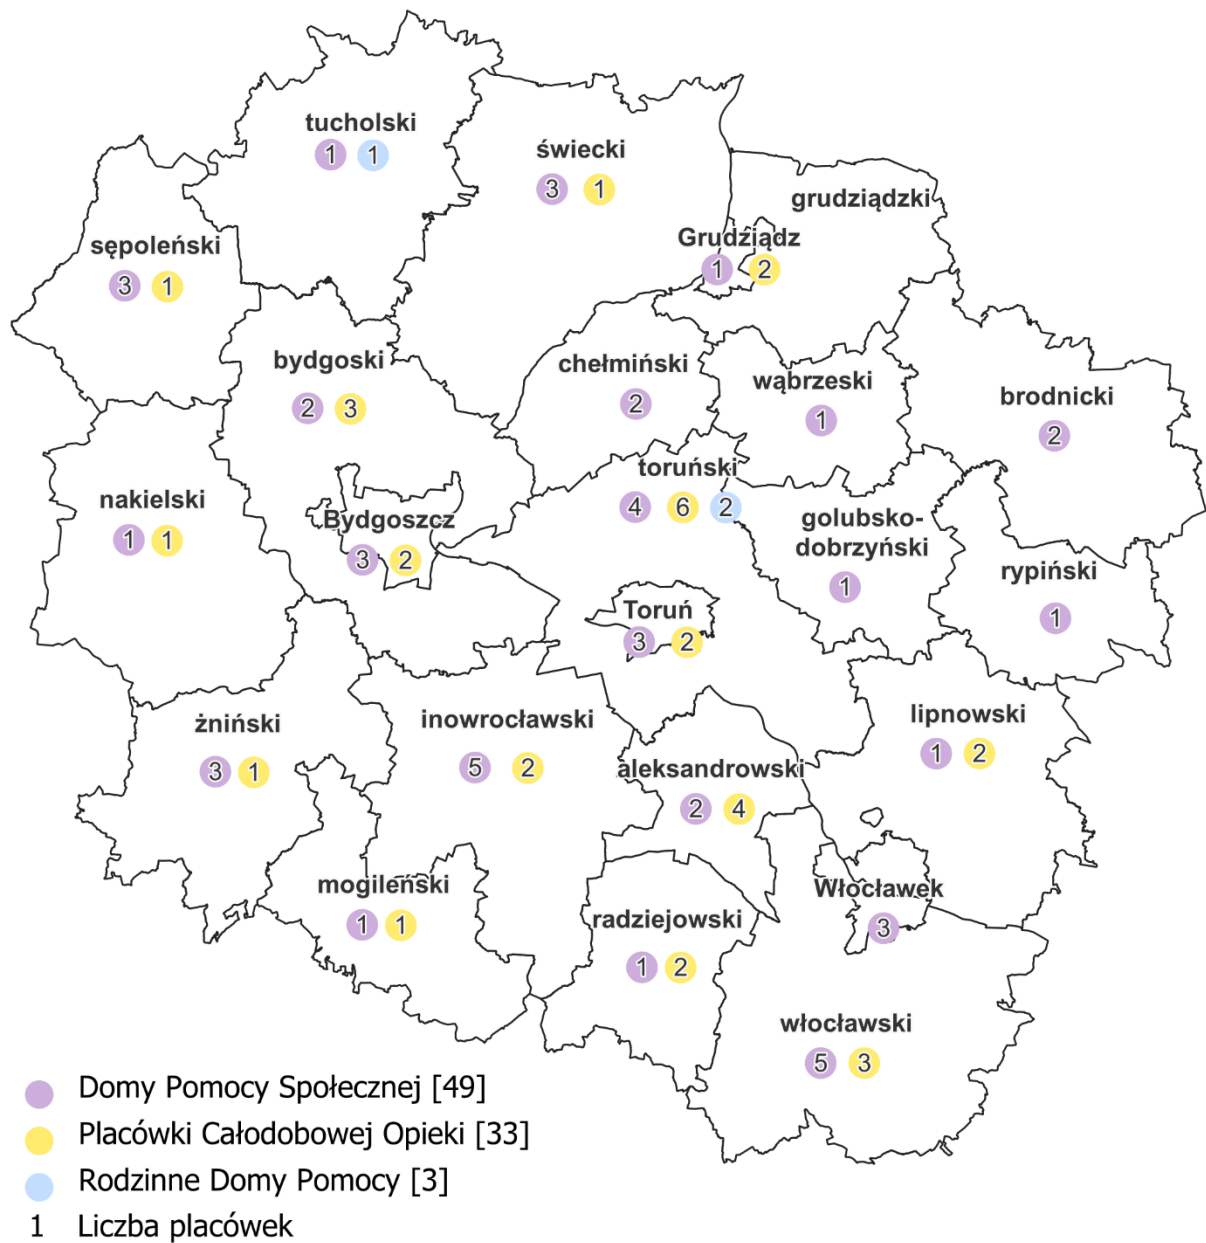 tucholski
1 1
świecki
3 1
grudziądzki
sępoleński
3 1
Grudziądz
1 2
bydgoski
2 3
chełmiński
2
wąbrzeski
1
brodnicki
2
nakielski
1 1
Bydgoszcz
3 2
toruński
4 6 2
golubsko-
dobrzyński
1
rypiński
1
Toruń
3 2
żniński
3 1
inowrocławski
5 2
aleksandrowski
2 4
lipnowski
1 2
mogileński
1 1
radziejowski
1 2
Włocławek
3
włocławski
5 3
Domy Pomocy Społecznej [49]
Placówki Całodobowej Opieki [33]
Rodzinne Domy Pomocy [3]
1 Liczba placówek